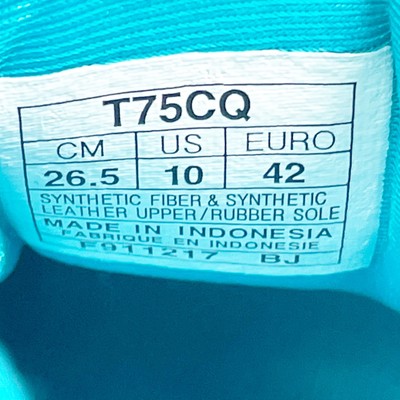 T75CQ
CM US EURO
26.5 10 42
SYNTHETIC FIBER & SYNTHETIC
LEATHER UPPER/RUBBER SOLE
MADE IN INDONESIA
FABRIQUE EN INDONESIE
F911217 BJ